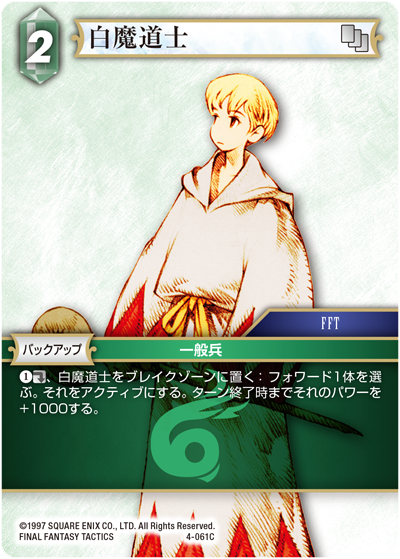 2
白魔道士
FFT
バックアップ
一般兵
❶、白魔道士をブレイクゾーンに置く：フォワード1体を選
ぶ。それをアクティブにする。ターン終了時までそれのパワーを
+1000する。
©1997 SQUARE ENIX CO., LTD. All Rights Reserved.
FINAL FANTASY TACTICS
4-061C